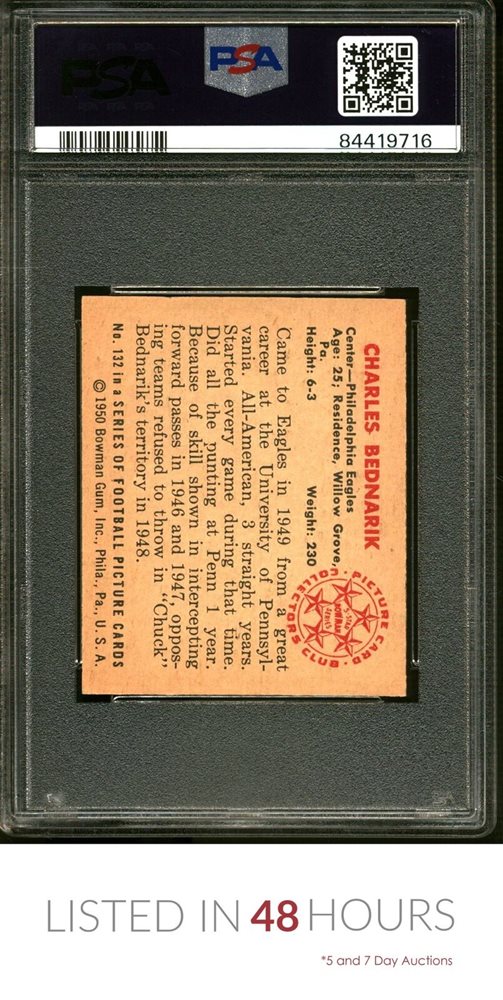 PSA
PSA
84419716
CHARLES BEDNARIK
Center—Philadelphia Eagles
Age: 25; Residence, Willow Grove,
Pa.
Height: 6-3 Weight: 230
PICTURE CARD COLLECTORS CLUB
5-STAR
BOWMAN
SERIES
Came to Eagles in 1949 from a great
career at the University of Pennsyl-
vania. All-American, 3 straight years.
Started every game during that time.
Did all the punting at Penn 1 year.
Because of skill shown in intercepting
forward passes in 1946 and 1947, oppos-
ing teams refused to throw in "Chuck"
Bednarik's territory in 1948.
No. 132 in a SERIES OF FOOTBALL PICTURE CARDS
© 1950 Bowman Gum, Inc., Phila., Pa., U. S. A.
LISTED IN 48 HOURS
*5 and 7 Day Auctions